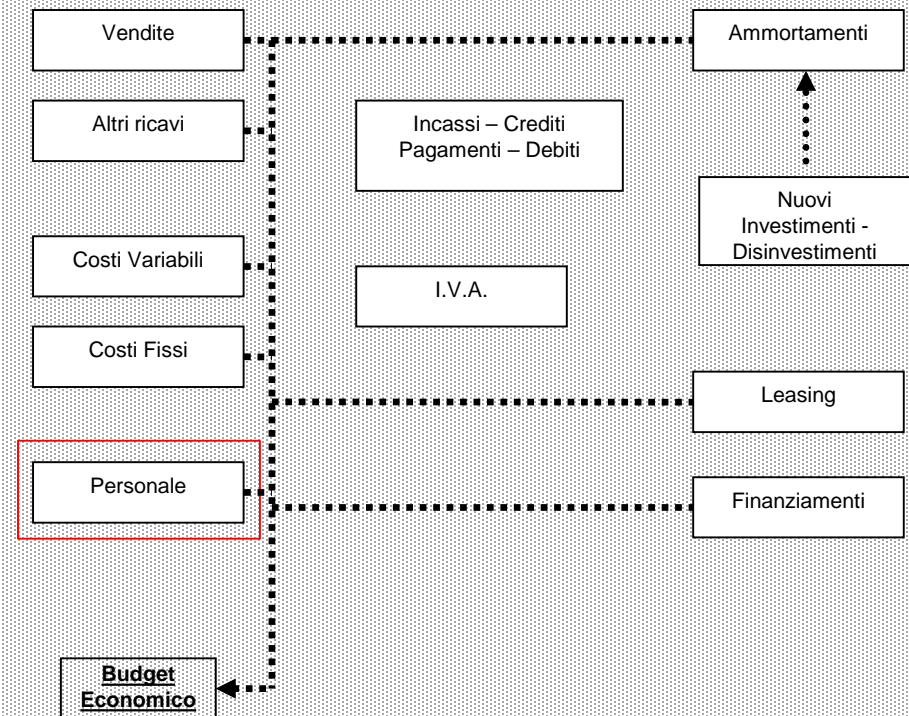 Vendite
Ammortamenti
Altri ricavi
Incassi – Crediti
Pagamenti – Debiti
Nuovi
Investimenti -
Disinvestimenti
Costi Variabili
I.V.A.
Costi Fissi
Leasing
Personale
Finanziamenti
Budget
Economico